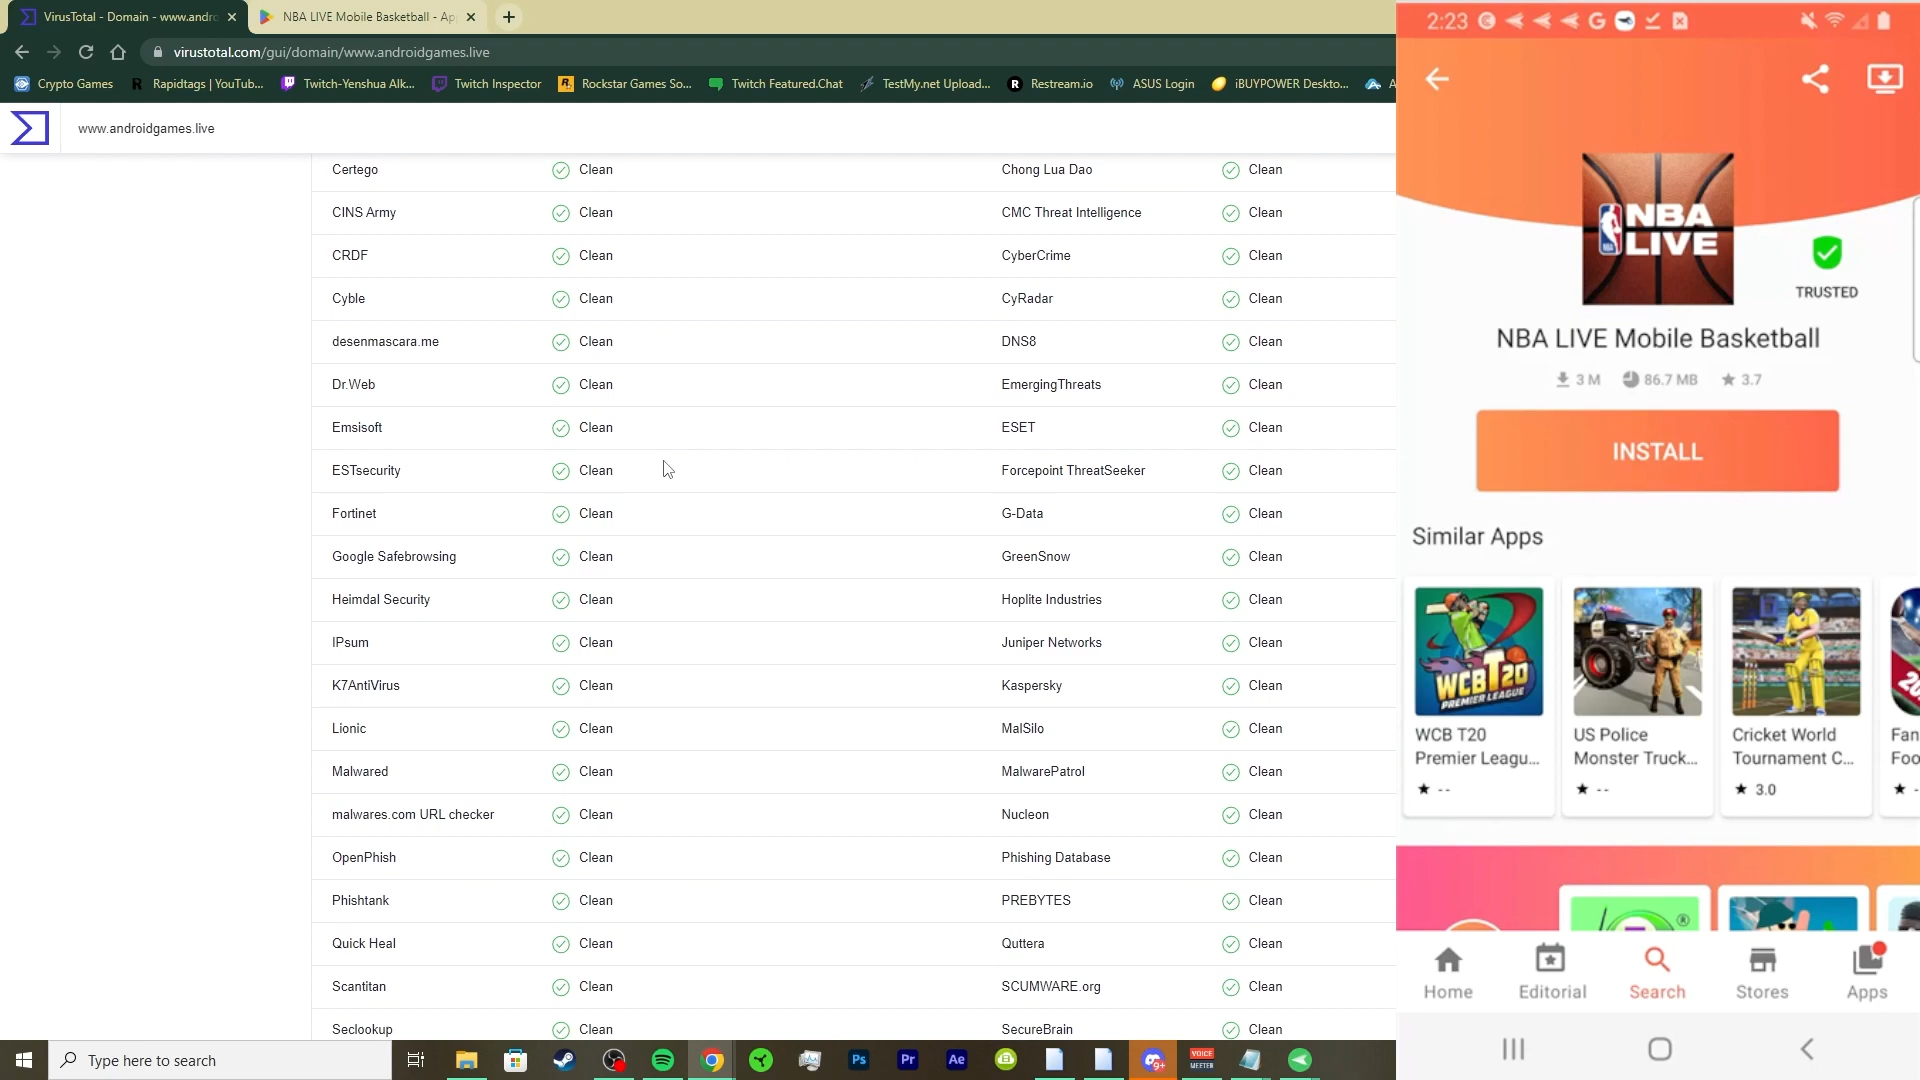 VirusTotal - Domain - www.andro
NBA LIVE Mobile Basketball - Ap
virustotal.com/gui/domain/www.androidgames.live
Crypto Games
Rapidtags | YouTub...
Twitch-Yenshua Alk...
Twitch Inspector
Rockstar Games So...
Twitch Featured.Chat
TestMy.net Upload...
Restream.io
ASUS Login
iBUYPOWER Deskto...
A
www.androidgames.live
Certego Clean Chong Lua Dao Clean
CINS Army Clean CMC Threat Intelligence Clean
CRDF Clean CyberCrime Clean
Cyble Clean CyRadar Clean
desenmascara.me Clean DNS8 Clean
Dr.Web Clean EmergingThreats Clean
Emsisoft Clean ESET Clean
ESTsecurity Clean Forcepoint ThreatSeeker Clean
Fortinet Clean G-Data Clean
Google Safebrowsing Clean GreenSnow Clean
Heimdal Security Clean Hoplite Industries Clean
IPsum Clean Juniper Networks Clean
K7AntiVirus Clean Kaspersky Clean
Lionic Clean MalSilo Clean
Malwared Clean MalwarePatrol Clean
malwares.com URL checker Clean Nucleon Clean
OpenPhish Clean Phishing Database Clean
Phishtank Clean PREBYTES Clean
Quick Heal Clean Quttera Clean
Scantitan Clean SCUMWARE.org Clean
Seclookup Clean SecureBrain Clean
Type here to search
Ps
Pr
Ae
9+
VOICE
MEETER
2:23
NBA
LIVE
TRUSTED
NBA LIVE Mobile Basketball
3 M 86.7 MB 3.7
INSTALL
Similar Apps
WCB T20
PREMIER LEAGUE
WCB T20
Premier Leagu...
★ --
US Police
Monster Truck...
★ --
Cricket World
Tournament C...
★ 3.0
20
Fan
Foo
★ -
®
Home
Editorial
Search
Stores
Apps